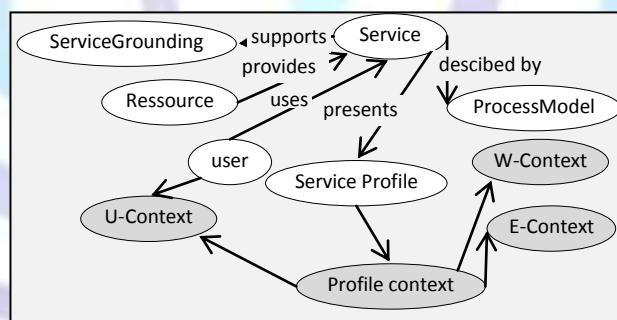 ServiceGrounding
supports
Service
provides
descibed by
Ressource
uses
presents
ProcessModel
user
Service Profile
W-Context
U-Context
E-Context
Profile context